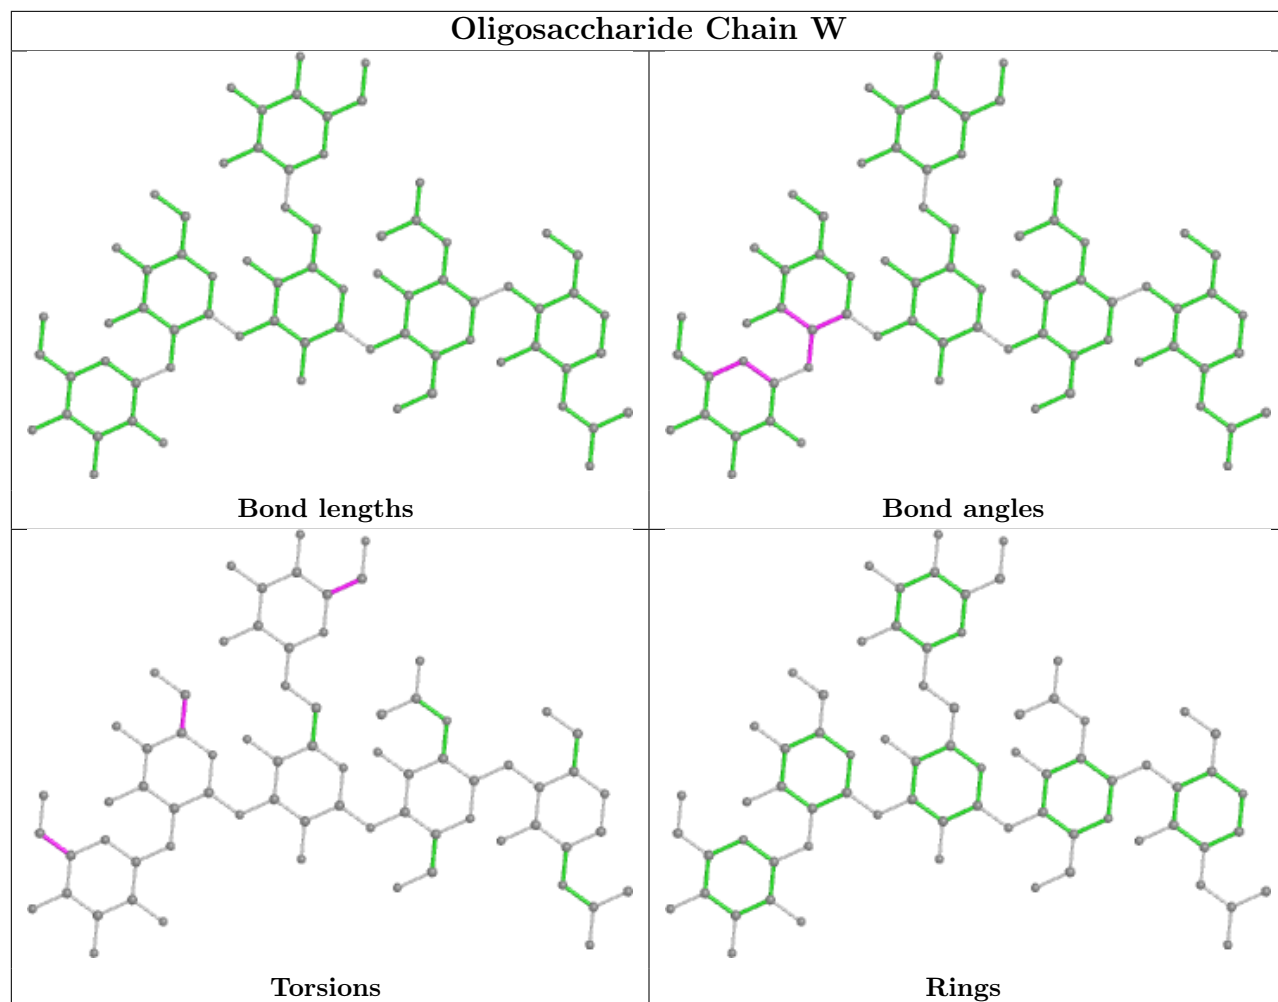 Oligosaccharide Chain W
Bond lengths
Bond angles
Torsions
Rings